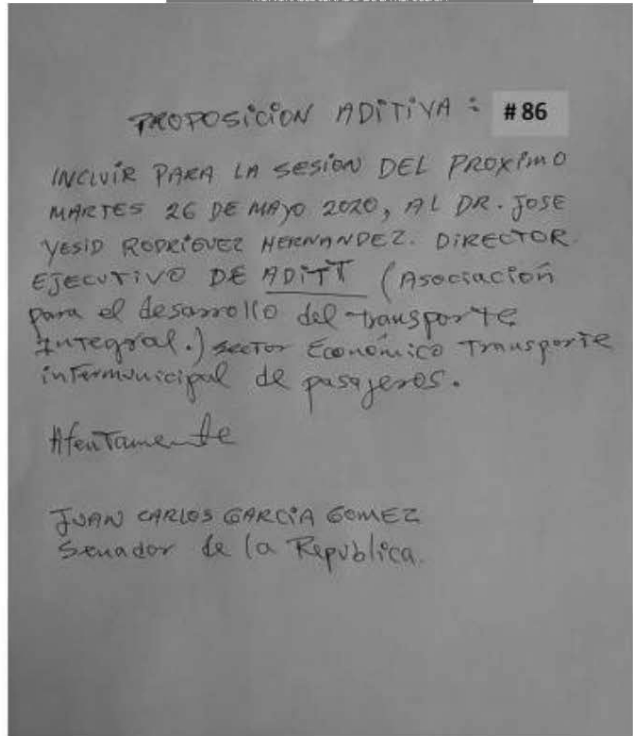 PROPOSICION ADITIVA : #86
INCLUIR PARA LA SESION DEL PROXIMO
MARTES 26 DE MAYO 2020, AL DR. JOSE
YESID RODRIGUEZ HERNANDEZ. DIRECTOR
EJECUTIVO DE ADITT (Asociación
para el desarrollo del transporte
Integral.) sector Económico Transporte
intermunicipal de pasajeros.
Atentamente
JUAN CARLOS GARCIA GOMEZ
Senador de la Republica.